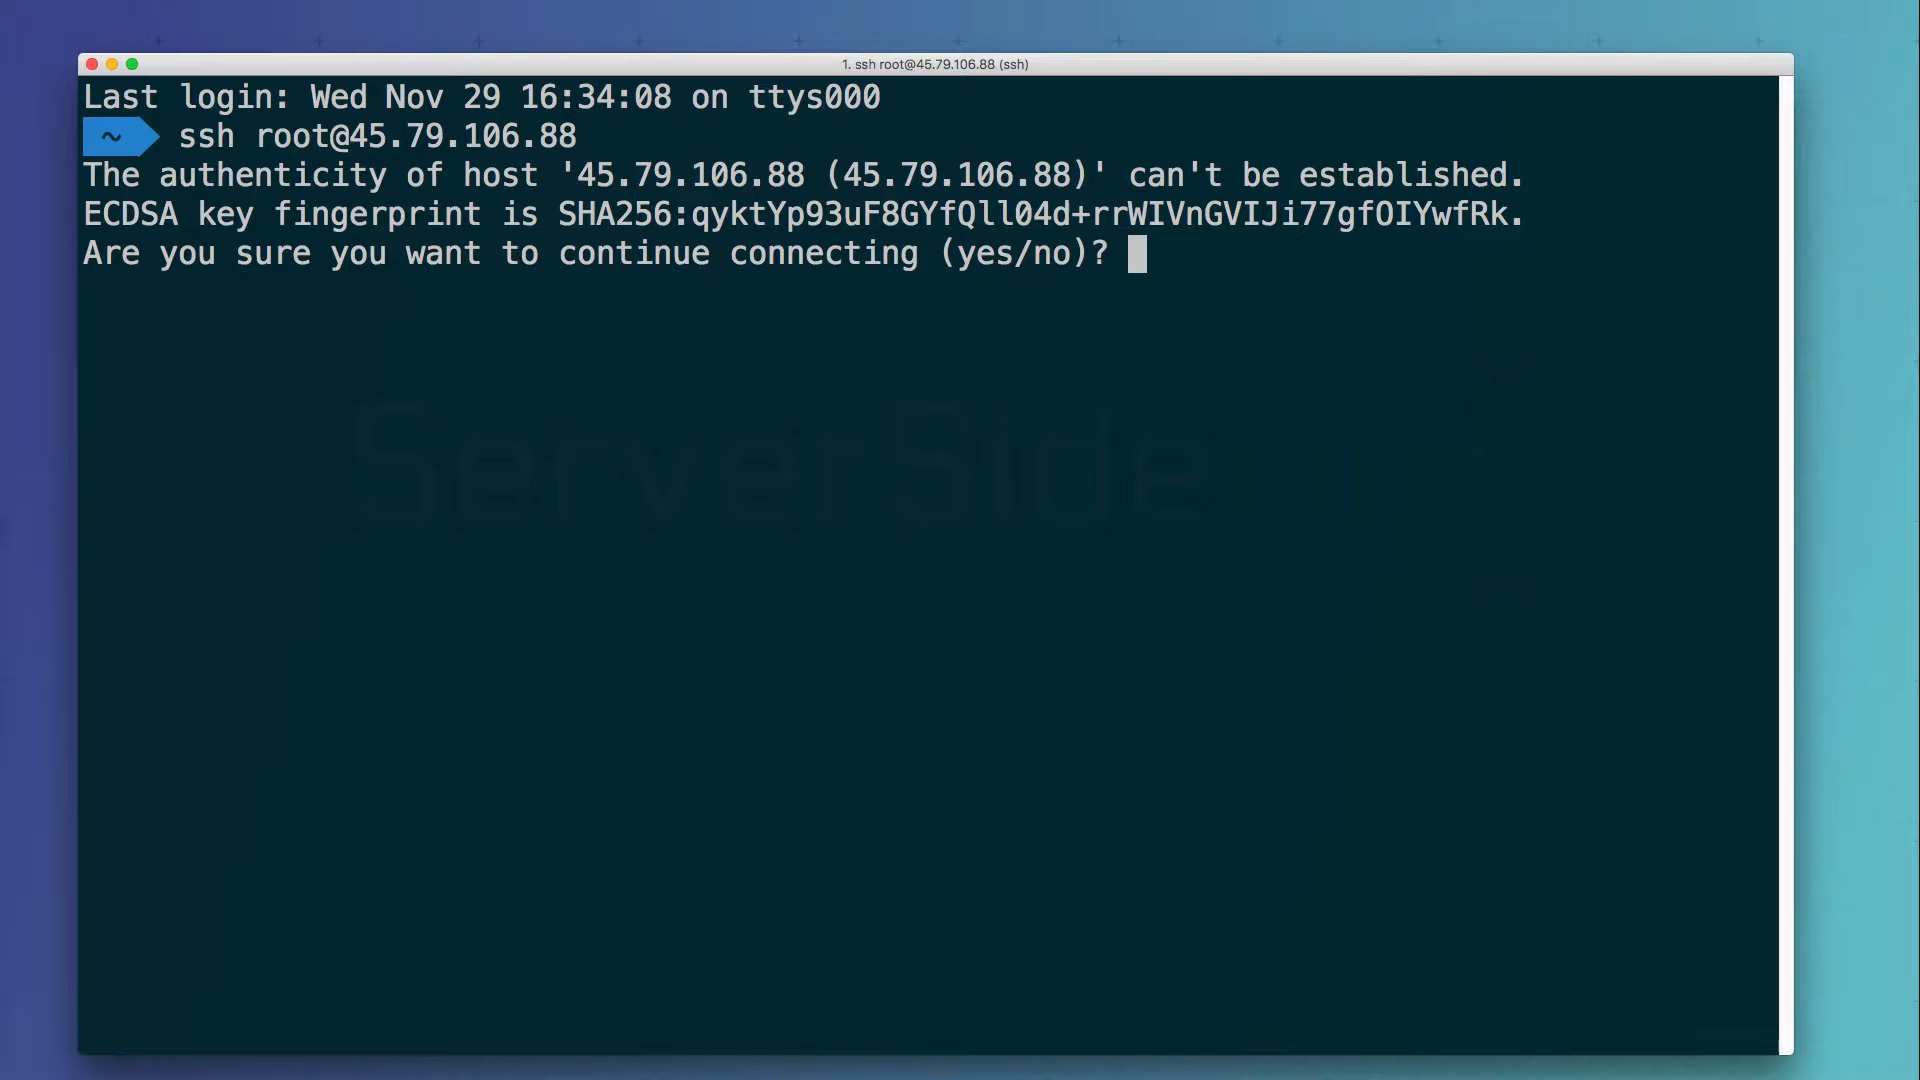 1. ssh root@45.79.106.88 (ssh)
Last login: Wed Nov 29 16:34:08 on ttys000
~ ssh root@45.79.106.88
The authenticity of host '45.79.106.88 (45.79.106.88)' can't be established.
ECDSA key fingerprint is SHA256:qyktYp93uF8GYfQll04d+rrWIVnGVIJi77gfOIYwfRk.
Are you sure you want to continue connecting (yes/no)?
ServerSide